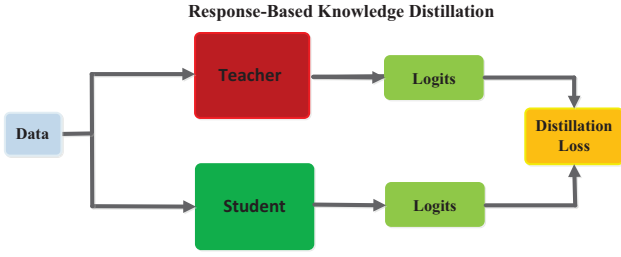 Response-Based Knowledge Distillation
Teacher
Logits
Data
Distillation
Loss
Student
Logits